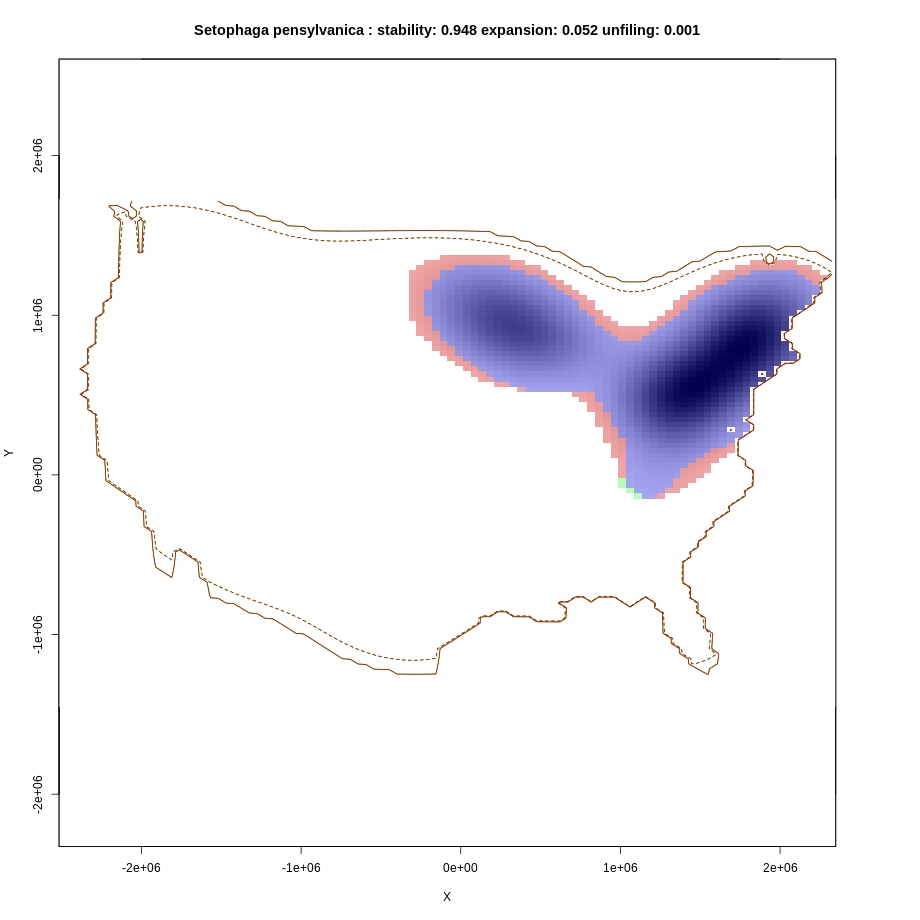 Setophaga pensylvanica : stability: 0.948 expansion: 0.052 unfiling: 0.001
2e+06
1e+06
Y
0e+00
-1e+06
-2e+06
-2e+06 -1e+06 0e+00 1e+06 2e+06
X